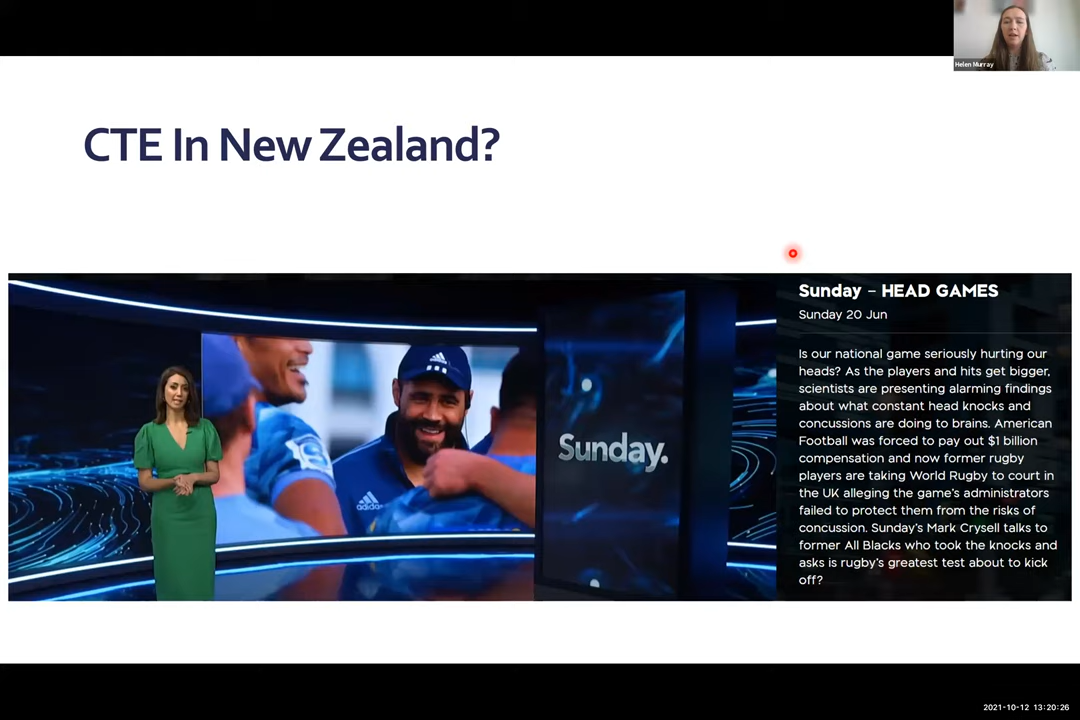 Helen Murray
CTE In New Zealand?
Sunday – HEAD GAMES
Sunday 20 Jun
Is our national game seriously hurting our
heads? As the players and hits get bigger,
scientists are presenting alarming findings
about what constant head knocks and
concussions are doing to brains. American
Football was forced to pay out $1 billion
compensation and now former rugby
players are taking World Rugby to court in
the UK alleging the game's administrators
failed to protect them from the risks of
concussion. Sunday's Mark Crysell talks to
former All Blacks who took the knocks and
asks is rugby's greatest test about to kick
off?
Sunday.
adidas
2021-10-12 13:20:26